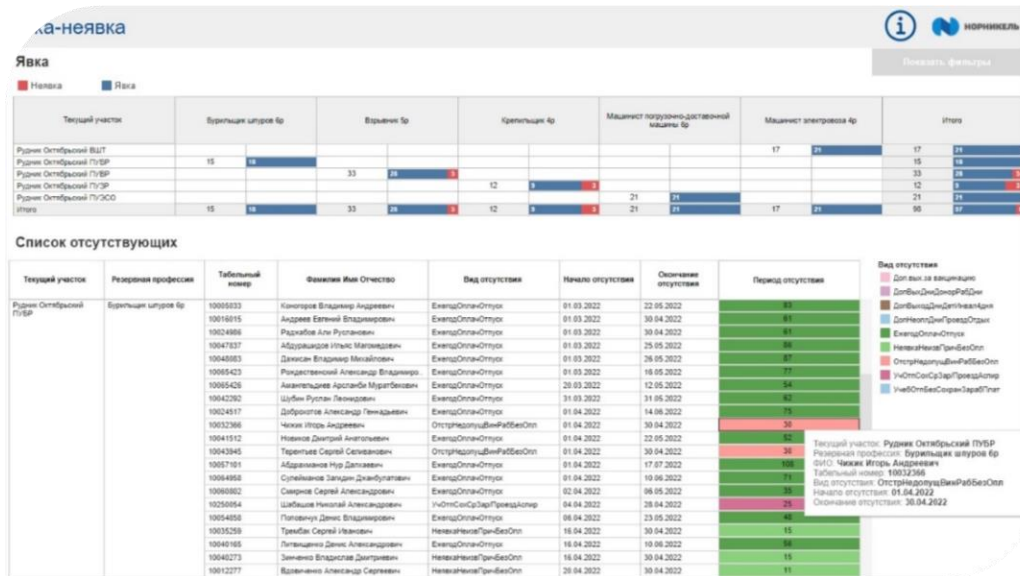 ка-неявка
НОРНИКЕЛЬ
Явка
Показать фильтры
Неявка Явка
Текущий участок Бурильщик шпуров 6р Взрывник 5р Крепильщик 4р Машинист погрузочно-доставочной машины 6р Машинист электровоза 4р Итого
Рудник Октябрьский ВШТ 17 21 17 21
Рудник Октябрьский ПУБР 15 15
Рудник Октябрьский ПУВР 33 28 33 28
Рудник Октябрьский ПУЗР 12 9 3 12 9
Рудник Октябрьский ПУЭСО 21 21 21 21
Итого 15 33 28 12 9 3 21 21 17 21 98 97
Список отсутствующих
Текущий участок Резервная профессия Табельный номер Фамилия Имя Отчество Вид отсутствия Начало отсутствия Окончание отсутствия Период отсутствия
Рудник Октябрьский ПУБР Бурильщик шпуров 6р 10005033 Коногоров Владимир Андреевич ЕжегодОплачОтпуск 01.03.2022 22.05.2022 83
10016015 Андреев Евгений Владимирович ЕжегодОплачОтпуск 01.03.2022 30.04.2022 61
10024986 Раджабов Али Русланович ЕжегодОплачОтпуск 01.03.2022 30.04.2022 61
10047837 Абдурашидов Ильяс Магомедович ЕжегодОплачОтпуск 01.03.2022 25.05.2022 86
10048083 Дажисан Владимир Михайлович ЕжегодОплачОтпуск 01.03.2022 26.05.2022 87
10065423 Рождественский Александр Владимиро.. ЕжегодОплачОтпуск 01.03.2022 16.05.2022 77
10065426 Амангельдиев Арсланби Муратбекович ЕжегодОплачОтпуск 20.03.2022 12.05.2022 54
10042292 Шубин Руслан Леонидович ЕжегодОплачОтпуск 31.03.2022 31.05.2022 62
10024517 Доброхотов Александр Геннадьевич ЕжегодОплачОтпуск 01.04.2022 14.06.2022 75
10032366 Чижик Игорь Андреевич ОтстрНедопущВинРабБезОпл 01.04.2022 30.04.2022 30
10041512 Новиков Дмитрий Анатольевич ЕжегодОплачОтпуск 01.04.2022 22.05.2022 52
10043945 Терентьев Сергей Селиванович ОтстрНедопущВинРабБезОпл 01.04.2022 30.04.2022 30
10057101 Абдрахманов Нур Далхаевич ЕжегодОплачОтпуск 01.04.2022 17.07.2022 108
10064958 Сулейманов Загидин Джанбулатович ЕжегодОплачОтпуск 01.04.2022 10.06.2022 71
10060802 Смирнов Сергей Александрович ЕжегодОплачОтпуск 02.04.2022 06.05.2022 35
10250054 Шабашов Николай Александрович УчОтпСохСрЗар/ПроездАспир 04.04.2022 28.04.2022 25
10054858 Поповичук Денис Владимирович ЕжегодОплачОтпуск 06.04.2022 23.05.2022 48
10035259 Трембак Сергей Иванович НеявкаНеизвПричБезОпл 16.04.2022 30.04.2022 15
10040165 Литвищенко Денис Александрович ЕжегодОплачОтпуск 16.04.2022 10.06.2022 56
10040273 Зинченко Владислав Дмитриевич НеявкаНеизвПричБезОпл 16.04.2022 30.04.2022 15
10012277 Вдовиченко Александр Сергеевич НеявкаНеизвПричБезОпл 20.04.2022 30.04.2022 11
Вид отсутствия
Доп.вых.за вакцинацию
ДопВыхДниДонорРабДни
ДопВыходДниДетИнвал4дня
ДопНеоплДниПроездОтдых
ЕжегодОплачОтпуск
НеявкаНеизвПричБезОпл
ОтстрНедопущВинРабБезОпл
УчОтпСохСрЗар/ПроездАспир
УчебОтпБезСохранЗарабПлат
Текущий участок: Рудник Октябрьский ПУБР
Резервная профессия: Бурильщик шпуров 6р
ФИО: Чижик Игорь Андреевич
Табельный номер: 10032366
Вид отсутствия: ОтстрНедопущВинРабБезОпл
Начало отсутствия: 01.04.2022
Окончание отсутствия: 30.04.2022